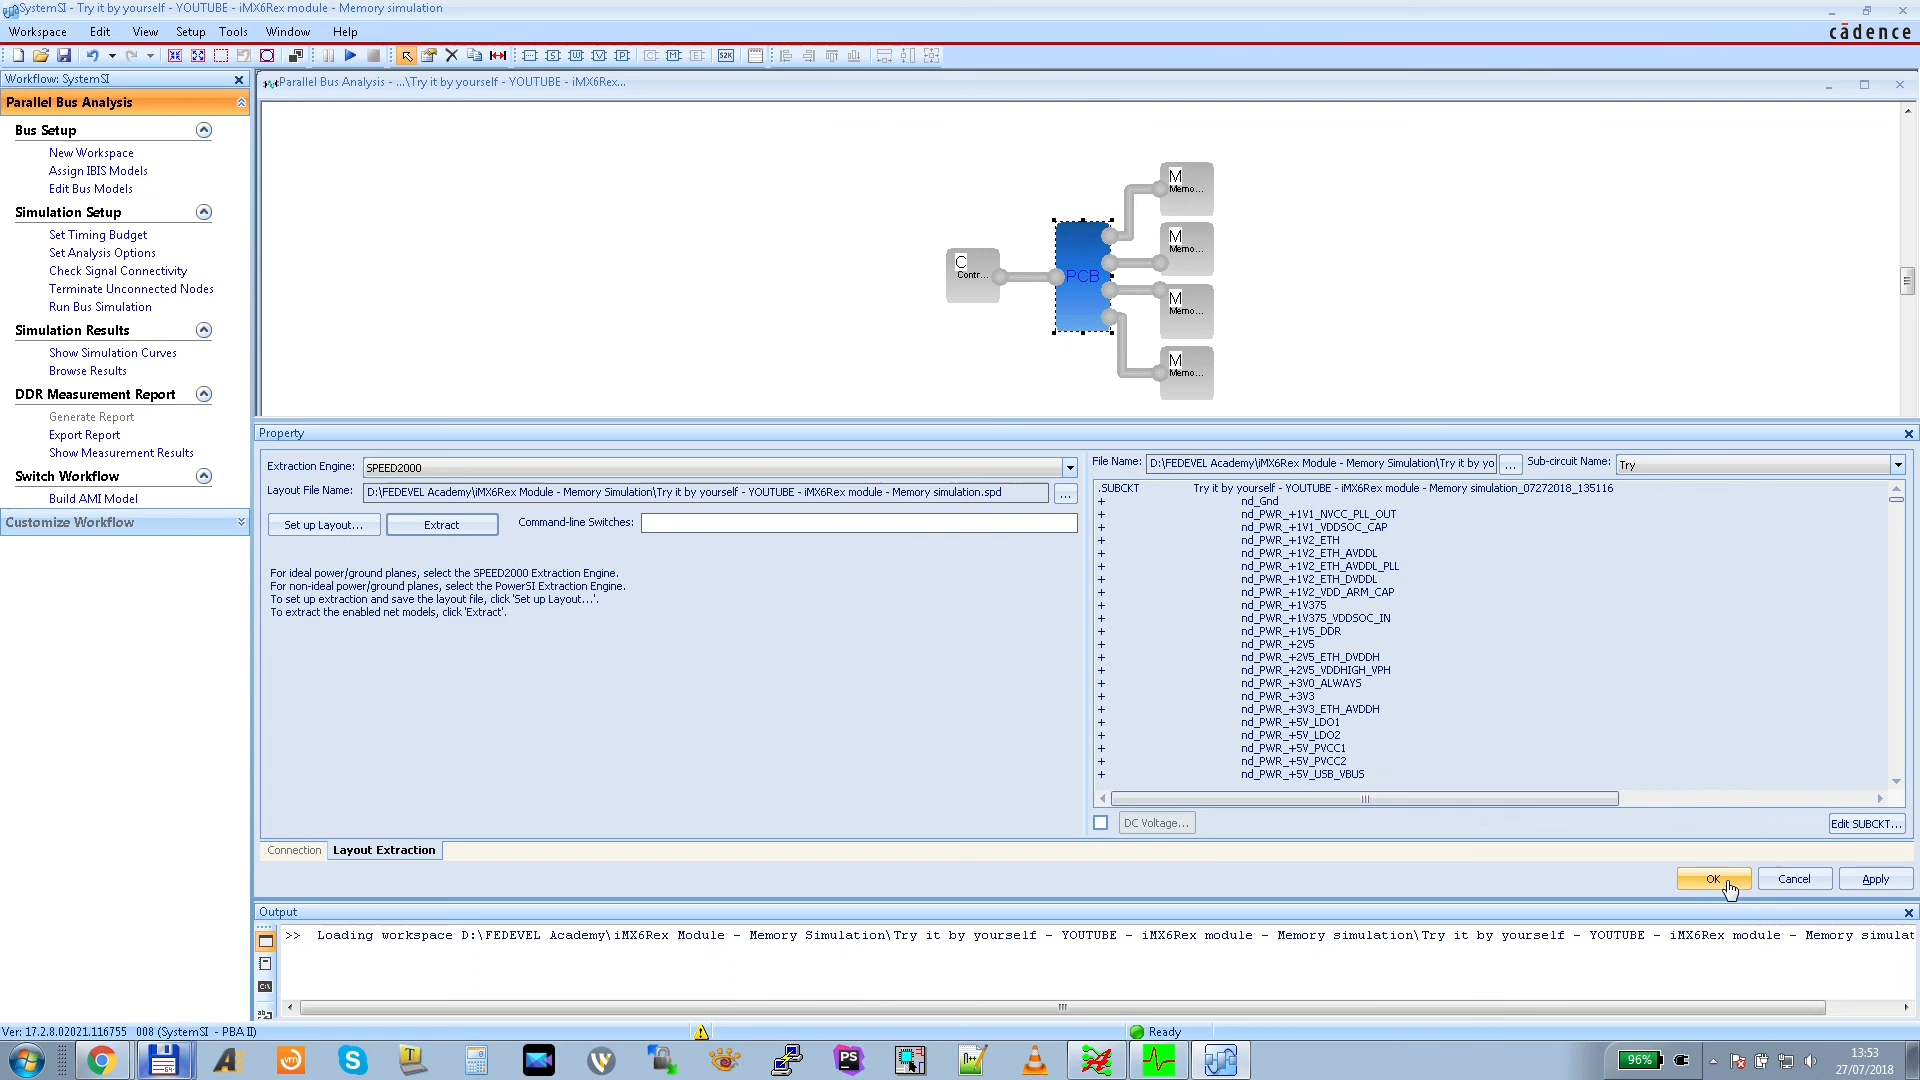 SystemSI - Try it by yourself - YOUTUBE - iMX6Rex module - Memory simulation
Workspace Edit View Setup Tools Window Help
cādence
Workflow: SystemSI
Parallel Bus Analysis
Bus Setup
New Workspace
Assign IBIS Models
Edit Bus Models
Simulation Setup
Set Timing Budget
Set Analysis Options
Check Signal Connectivity
Terminate Unconnected Nodes
Run Bus Simulation
Simulation Results
Show Simulation Curves
Browse Results
DDR Measurement Report
Generate Report
Export Report
Show Measurement Results
Switch Workflow
Build AMI Model
Customize Workflow
Parallel Bus Analysis - ...\Try it by yourself - YOUTUBE - iMX6Rex...
C
Contr...
PCB
M
Memo...
M
Memo...
M
Memo...
M
Memo...
Property
Extraction Engine: SPEED2000
Layout File Name: D:\FEDEVEL Academy\iMX6Rex Module - Memory Simulation\Try it by yourself - YOUTUBE - iMX6Rex module - Memory simulation.spd ...
Set up Layout... Extract Command-line Switches:
For ideal power/ground planes, select the SPEED2000 Extraction Engine.
For non-ideal power/ground planes, select the PowerSI Extraction Engine.
To set up extraction and save the layout file, click 'Set up Layout...'.
To extract the enabled net models, click 'Extract'.
File Name: D:\FEDEVEL Academy\iMX6Rex Module - Memory Simulation\Try it by yo ... Sub-circuit Name: Try
.SUBCKT Try it by yourself - YOUTUBE - iMX6Rex module - Memory simulation_07272018_135116
+ nd_Gnd
+ nd_PWR_+1V1_NVCC_PLL_OUT
+ nd_PWR_+1V1_VDDSOC_CAP
+ nd_PWR_+1V2_ETH
+ nd_PWR_+1V2_ETH_AVDDL
+ nd_PWR_+1V2_ETH_AVDDL_PLL
+ nd_PWR_+1V2_ETH_DVDDL
+ nd_PWR_+1V2_VDD_ARM_CAP
+ nd_PWR_+1V375
+ nd_PWR_+1V375_VDDSOC_IN
+ nd_PWR_+1V5_DDR
+ nd_PWR_+2V5
+ nd_PWR_+2V5_ETH_DVDDH
+ nd_PWR_+2V5_VDDHIGH_VPH
+ nd_PWR_+3V0_ALWAYS
+ nd_PWR_+3V3
+ nd_PWR_+3V3_ETH_AVDDH
+ nd_PWR_+5V_LDO1
+ nd_PWR_+5V_LDO2
+ nd_PWR_+5V_PVCC1
+ nd_PWR_+5V_PVCC2
+ nd_PWR_+5V_USB_VBUS
DC Voltage... Edit SUBCKT...
Connection Layout Extraction
OK Cancel Apply
Output
>> Loading workspace D:\FEDEVEL Academy\iMX6Rex Module - Memory Simulation\Try it by yourself - YOUTUBE - iMX6Rex module - Memory simulation\Try it by yourself - YOUTUBE - iMX6Rex module - Memory simulat
Ver: 17.2.8.02021.116755 008 (SystemSI - PBA II) Ready
96%
13:53
27/07/2018